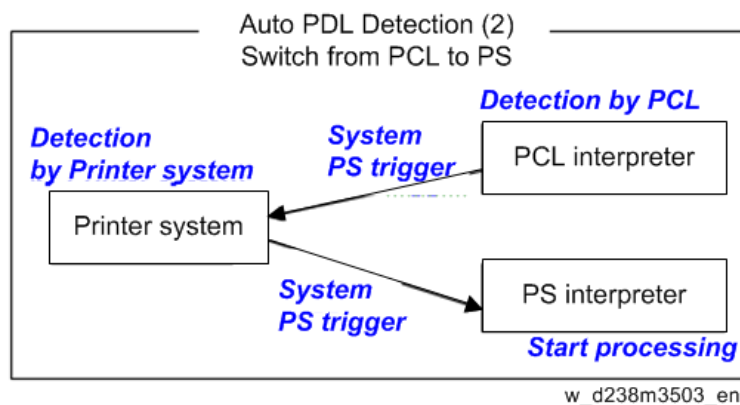 Auto PDL Detection (2)
Switch from PCL to PS
Detection by PCL
Detection
by Printer system
System
PS trigger
PCL interpreter
Printer system
System
PS trigger
PS interpreter
Start processing
w_d238m3503_en